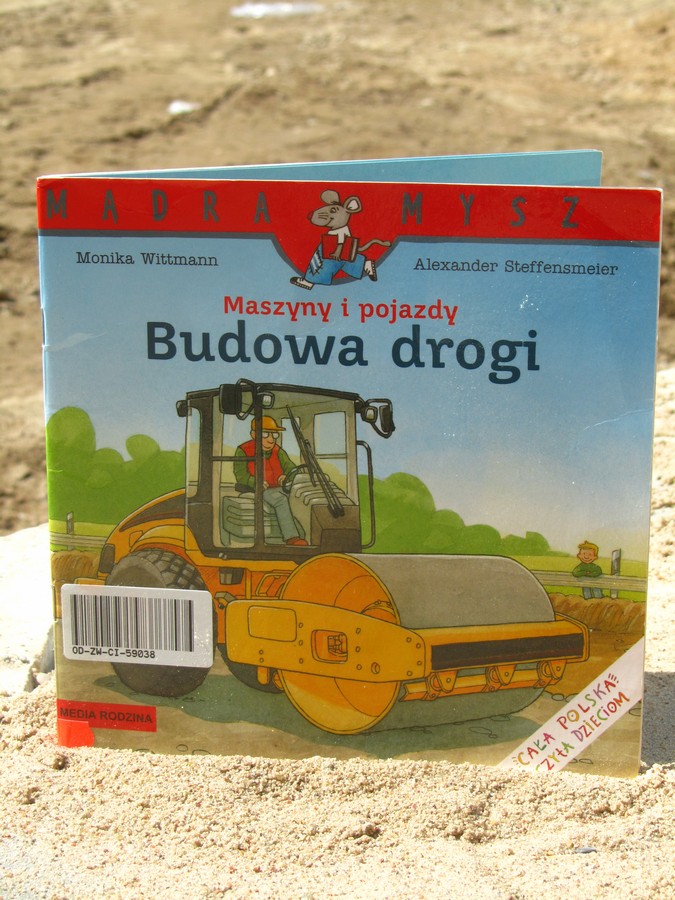 MĄDRA MYSZ
Monika Wittmann
Alexander Steffensmeier
Maszyny i pojazdy
Budowa drogi
OD-ZW-CI-59038
MEDIA RODZINA
CAŁA POLSKA
CZYTA DZIECIOM